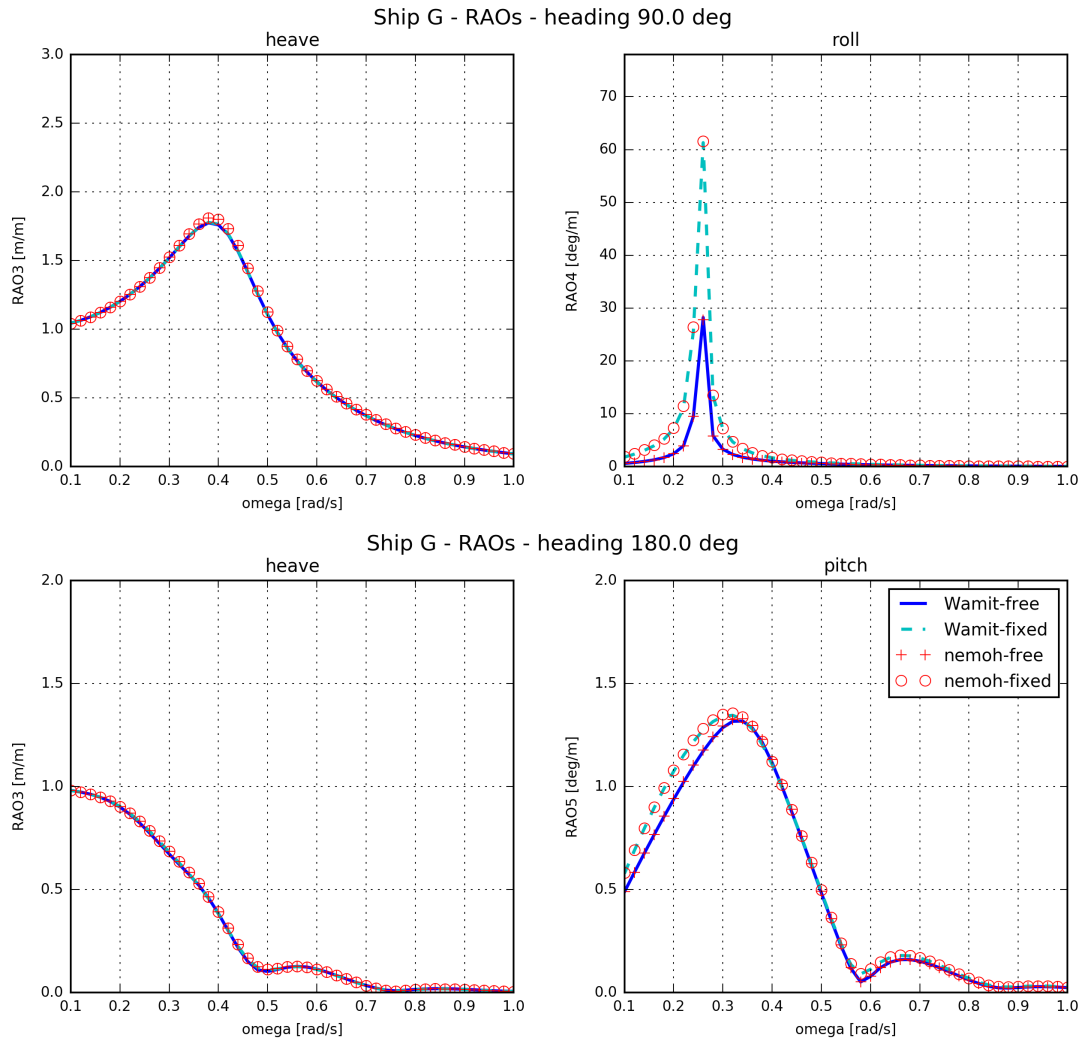 Ship G - RAOs - heading 90.0 deg
heave
roll
3.0
2.5
2.0
1.5
1.0
0.5
0.0
RAO3 [m/m]
0.1 0.2 0.3 0.4 0.5 0.6 0.7 0.8 0.9 1.0
omega [rad/s]
70
60
50
40
30
20
10
0
RAO4 [deg/m]
0.1 0.2 0.3 0.4 0.5 0.6 0.7 0.8 0.9 1.0
omega [rad/s]
Ship G - RAOs - heading 180.0 deg
heave
pitch
2.0
1.5
1.0
0.5
0.0
RAO3 [m/m]
0.1 0.2 0.3 0.4 0.5 0.6 0.7 0.8 0.9 1.0
omega [rad/s]
2.0
1.5
1.0
0.5
0.0
RAO5 [deg/m]
Wamit-free
Wamit-fixed
nemoh-free
nemoh-fixed
0.1 0.2 0.3 0.4 0.5 0.6 0.7 0.8 0.9 1.0
omega [rad/s]